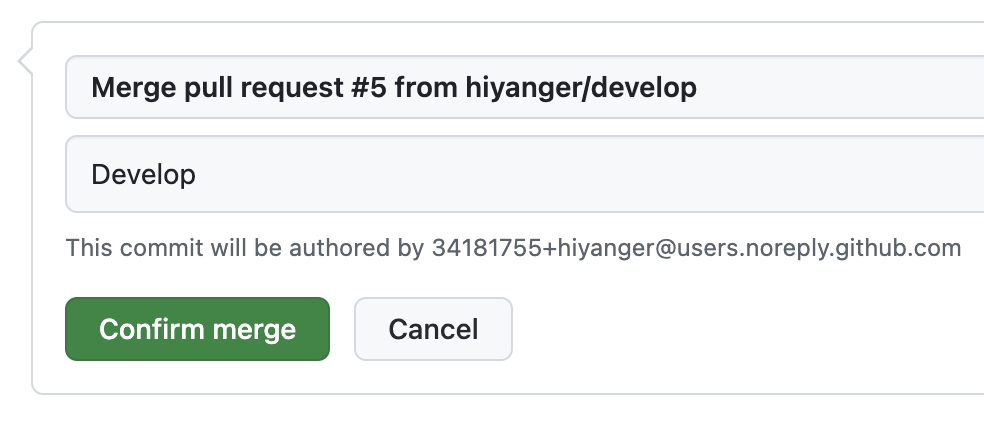 Merge pull request #5 from hiyanger/develop
Develop
This commit will be authored by 34181755+hiyanger@users.noreply.github.com
Confirm merge
Cancel